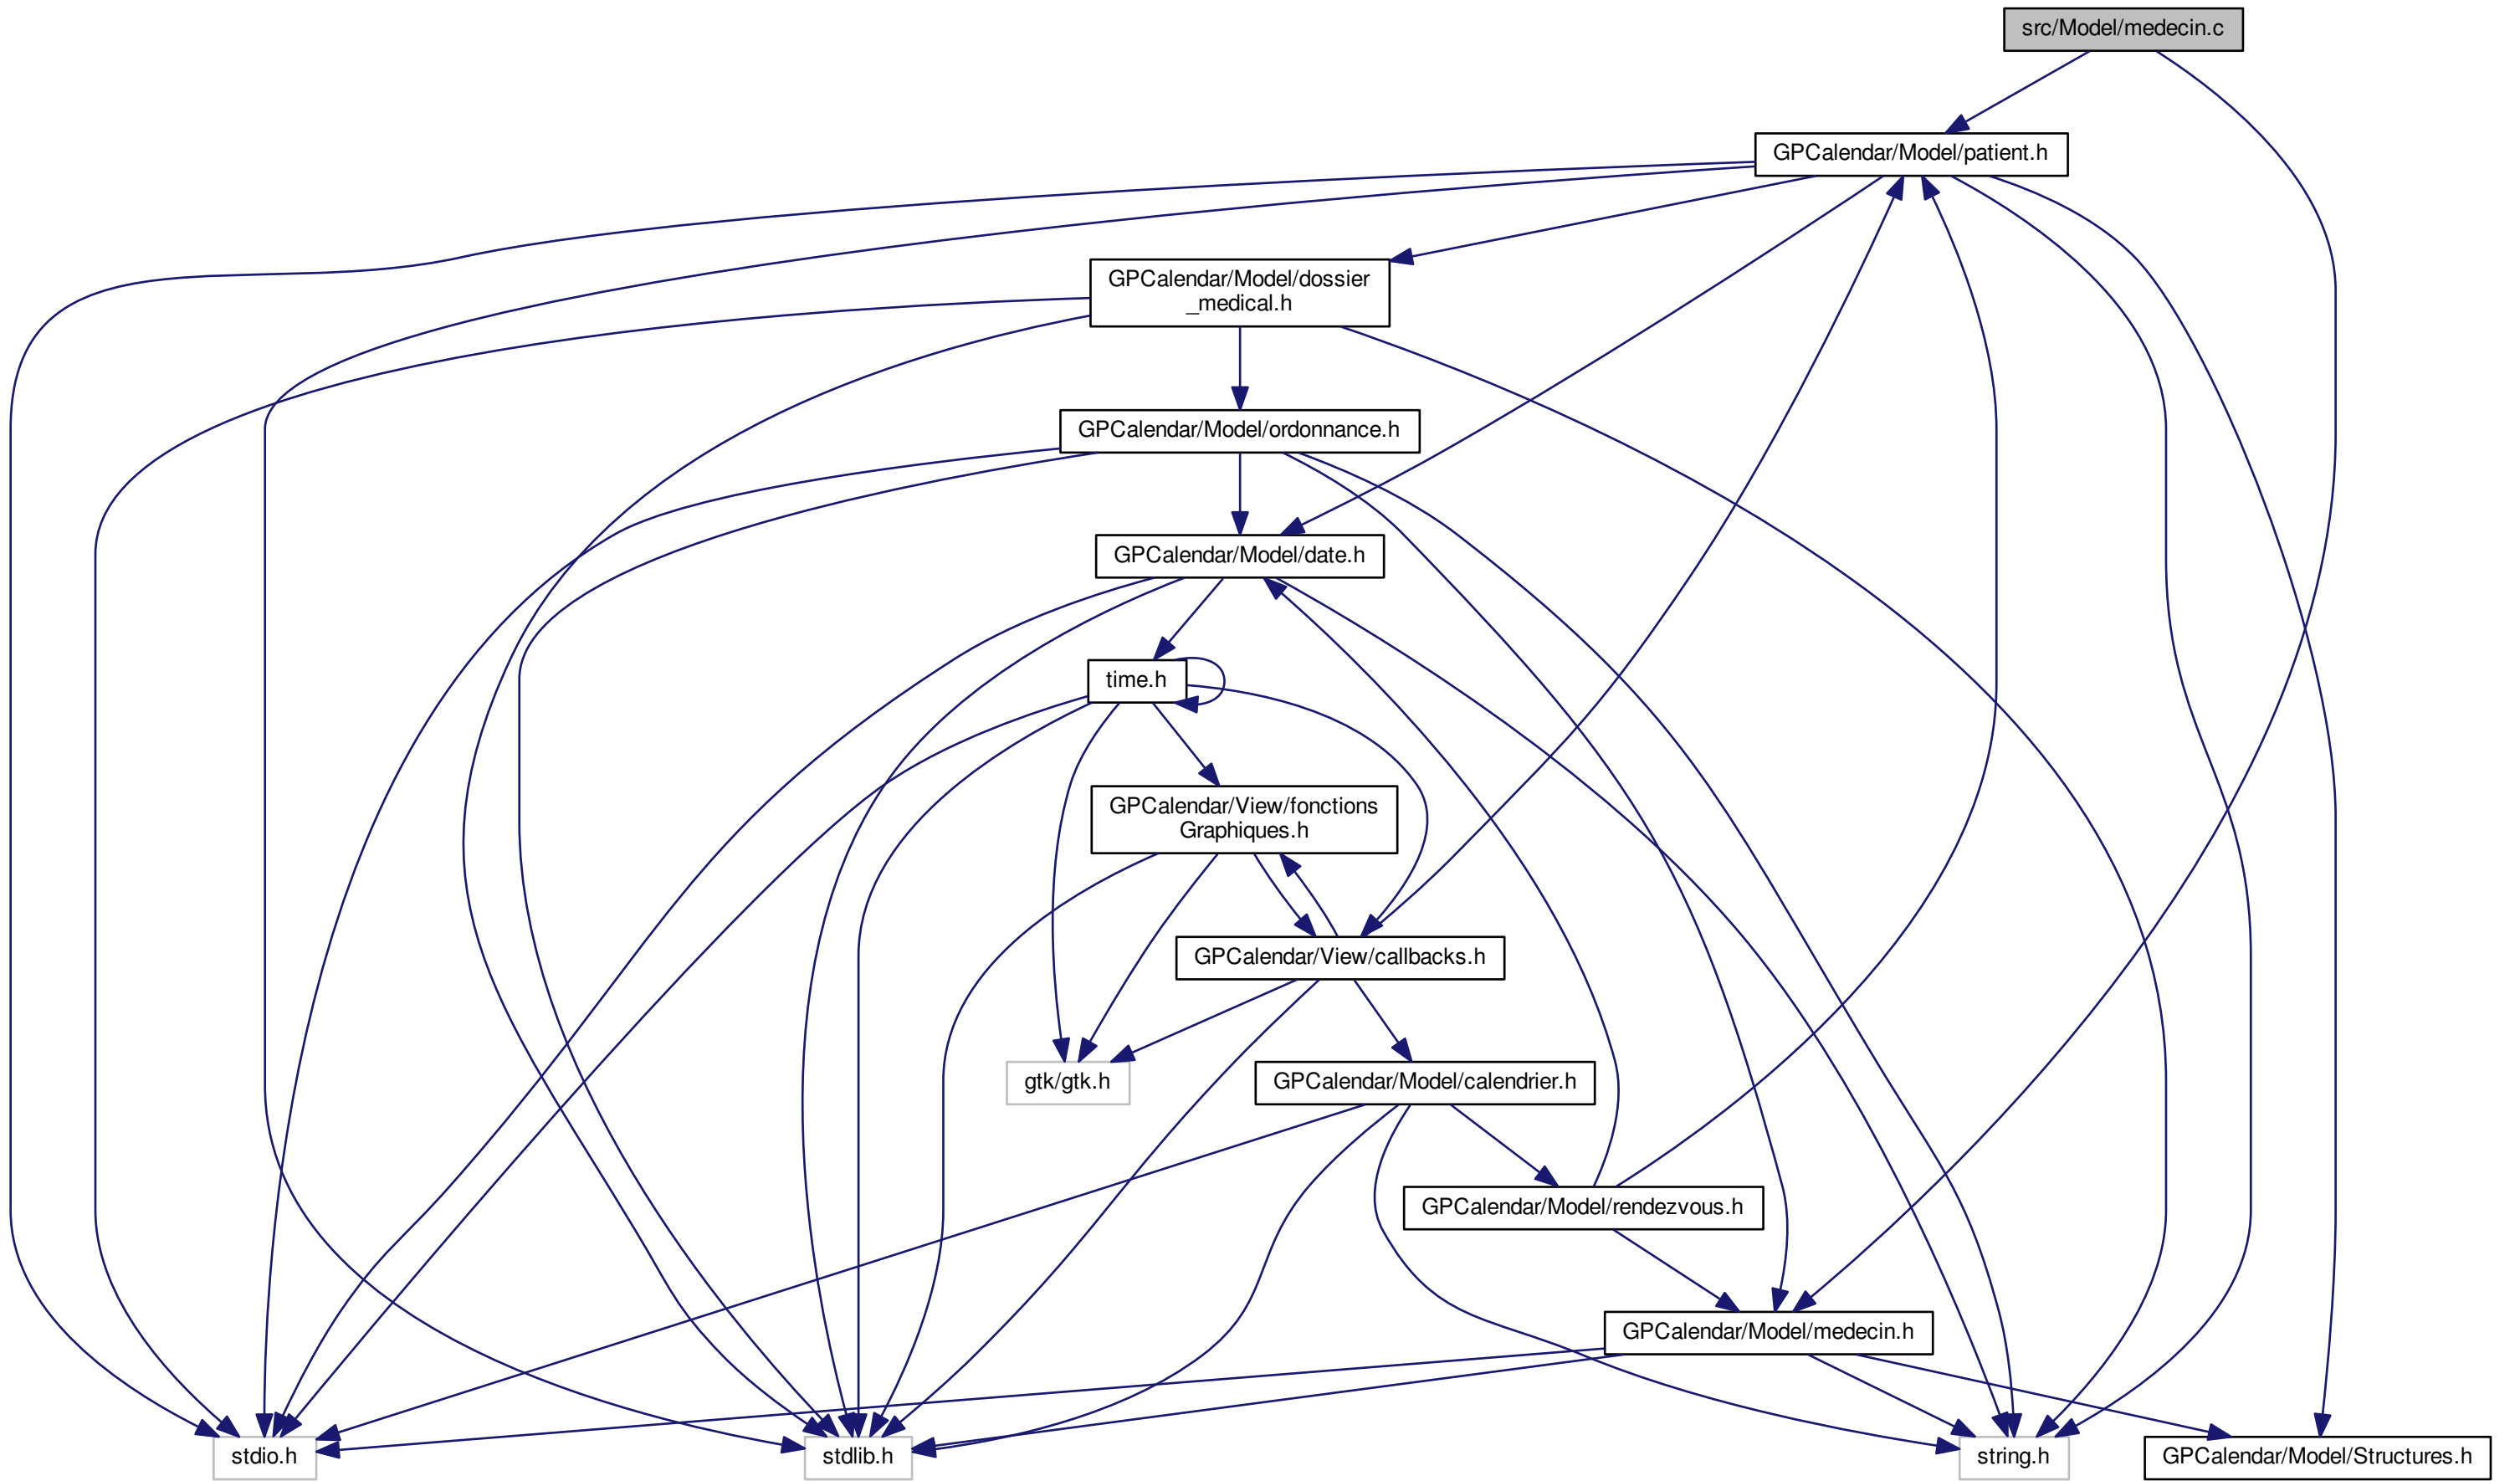 src/Model/medecin.c
GPCalendar/Model/patient.h
GPCalendar/Model/dossier
_medical.h
GPCalendar/Model/ordonnance.h
GPCalendar/Model/date.h
time.h
GPCalendar/View/fonctions
Graphiques.h
GPCalendar/View/callbacks.h
gtk/gtk.h
GPCalendar/Model/calendrier.h
GPCalendar/Model/rendezvous.h
GPCalendar/Model/medecin.h
stdio.h
stdlib.h
string.h
GPCalendar/Model/Structures.h